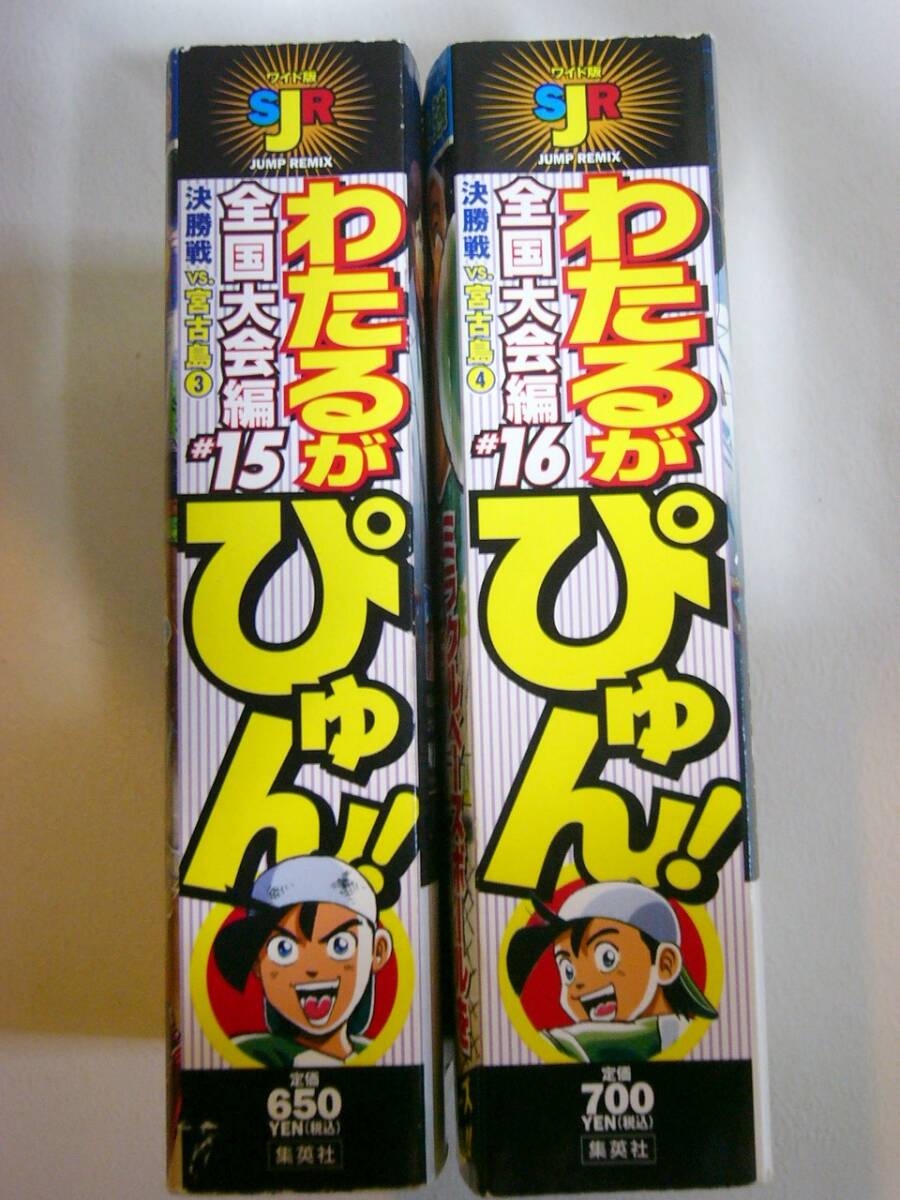 ワイド版
SJR
JUMP REMIX
わたるが
ぴゅん!!
全国大会編
#15
決勝戦 vs. 宮古島 3
定価
650
YEN(税込)
集英社
ワイド版
SJR
JUMP REMIX
わたるが
ぴゅん!!
全国大会編
#16
決勝戦 vs. 宮古島 4
定価
700
YEN(税込)
集英社